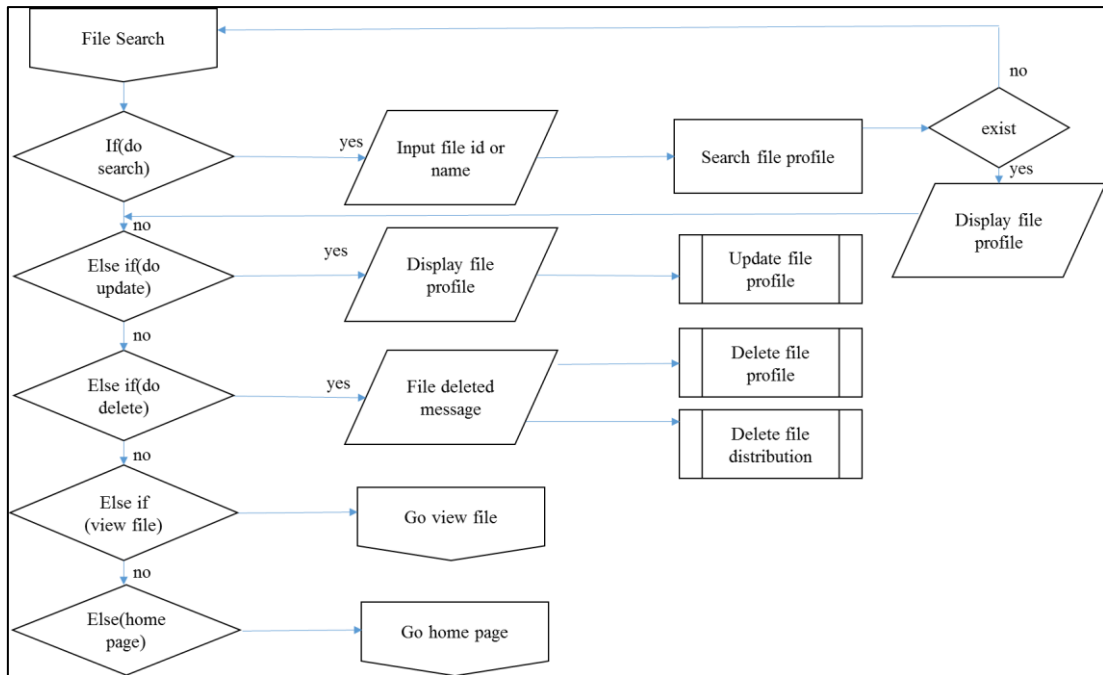 File Search
no
If(do
search)
yes
Input file id or
name
Search file profile
exist
yes
Display file
profile
no
Else if(do
update)
yes
Display file
profile
Update file
profile
no
Else if(do
delete)
yes
File deleted
message
Delete file
profile
Delete file
distribution
no
Else if
(view file)
Go view file
no
Else(home
page)
Go home page